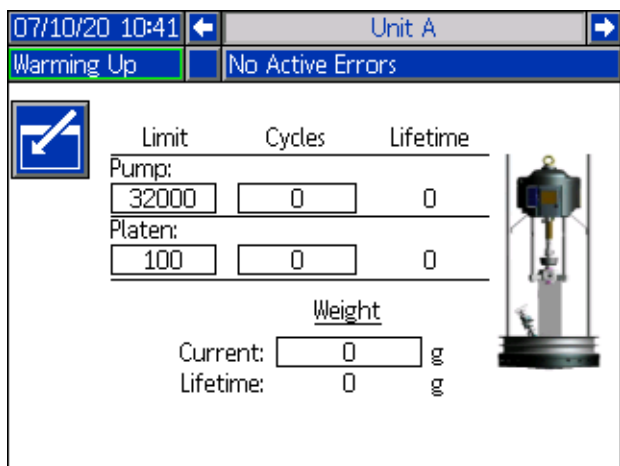 07/10/20 10:41 Unit A
Warming Up No Active Errors
Limit Cycles Lifetime
Pump:
32000 0 0
Platen:
100 0 0
Weight
Current: 0 g
Lifetime: 0 g